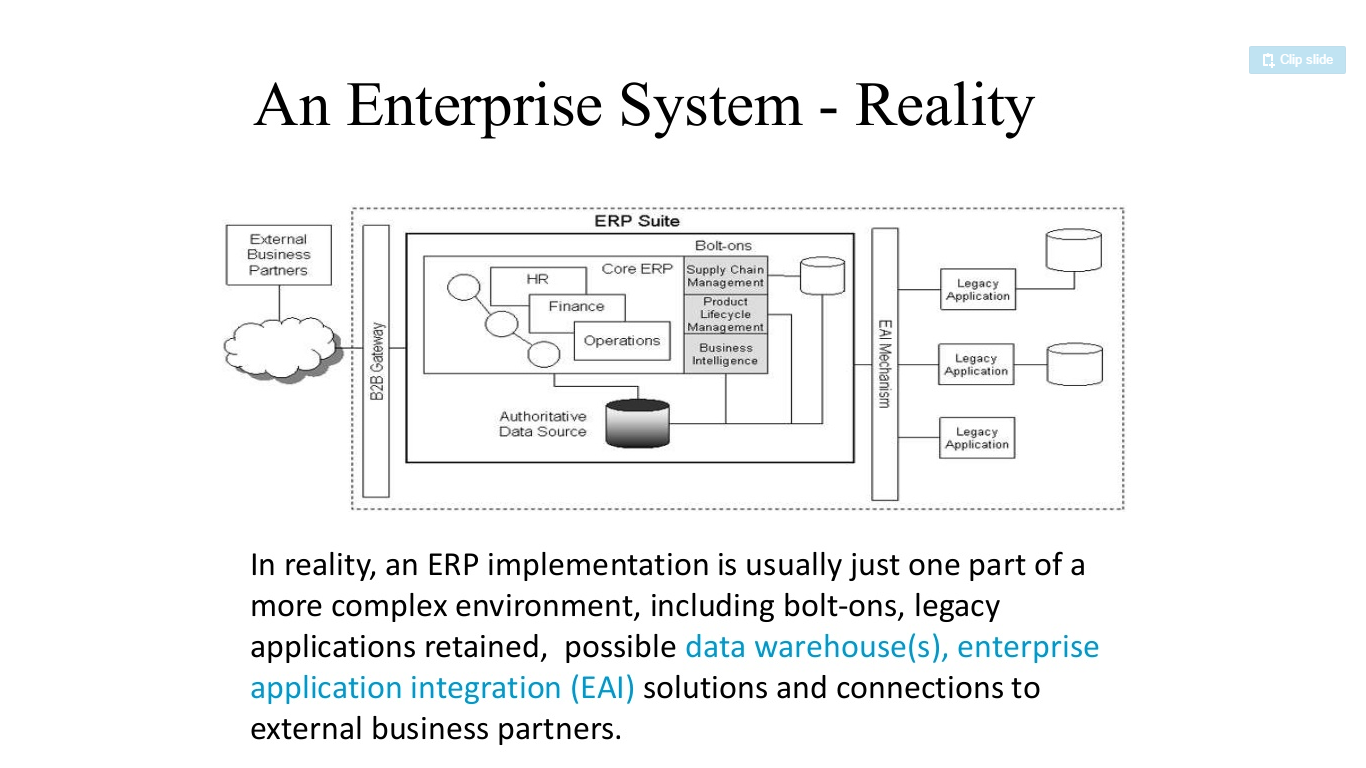 Clip slide
An Enterprise System - Reality
ERP Suite
External
Business
Partners
B2B Gateway
Bolt-ons
Core ERP
HR
Finance
Operations
Supply Chain
Management
Product
Lifecycle
Management
Business
Intelligence
Authoritative
Data Source
EAI Mechanism
Legacy
Application
Legacy
Application
Legacy
Application
In reality, an ERP implementation is usually just one part of a
more complex environment, including bolt-ons, legacy
applications retained,  possible data warehouse(s), enterprise
application integration (EAI) solutions and connections to
external business partners.